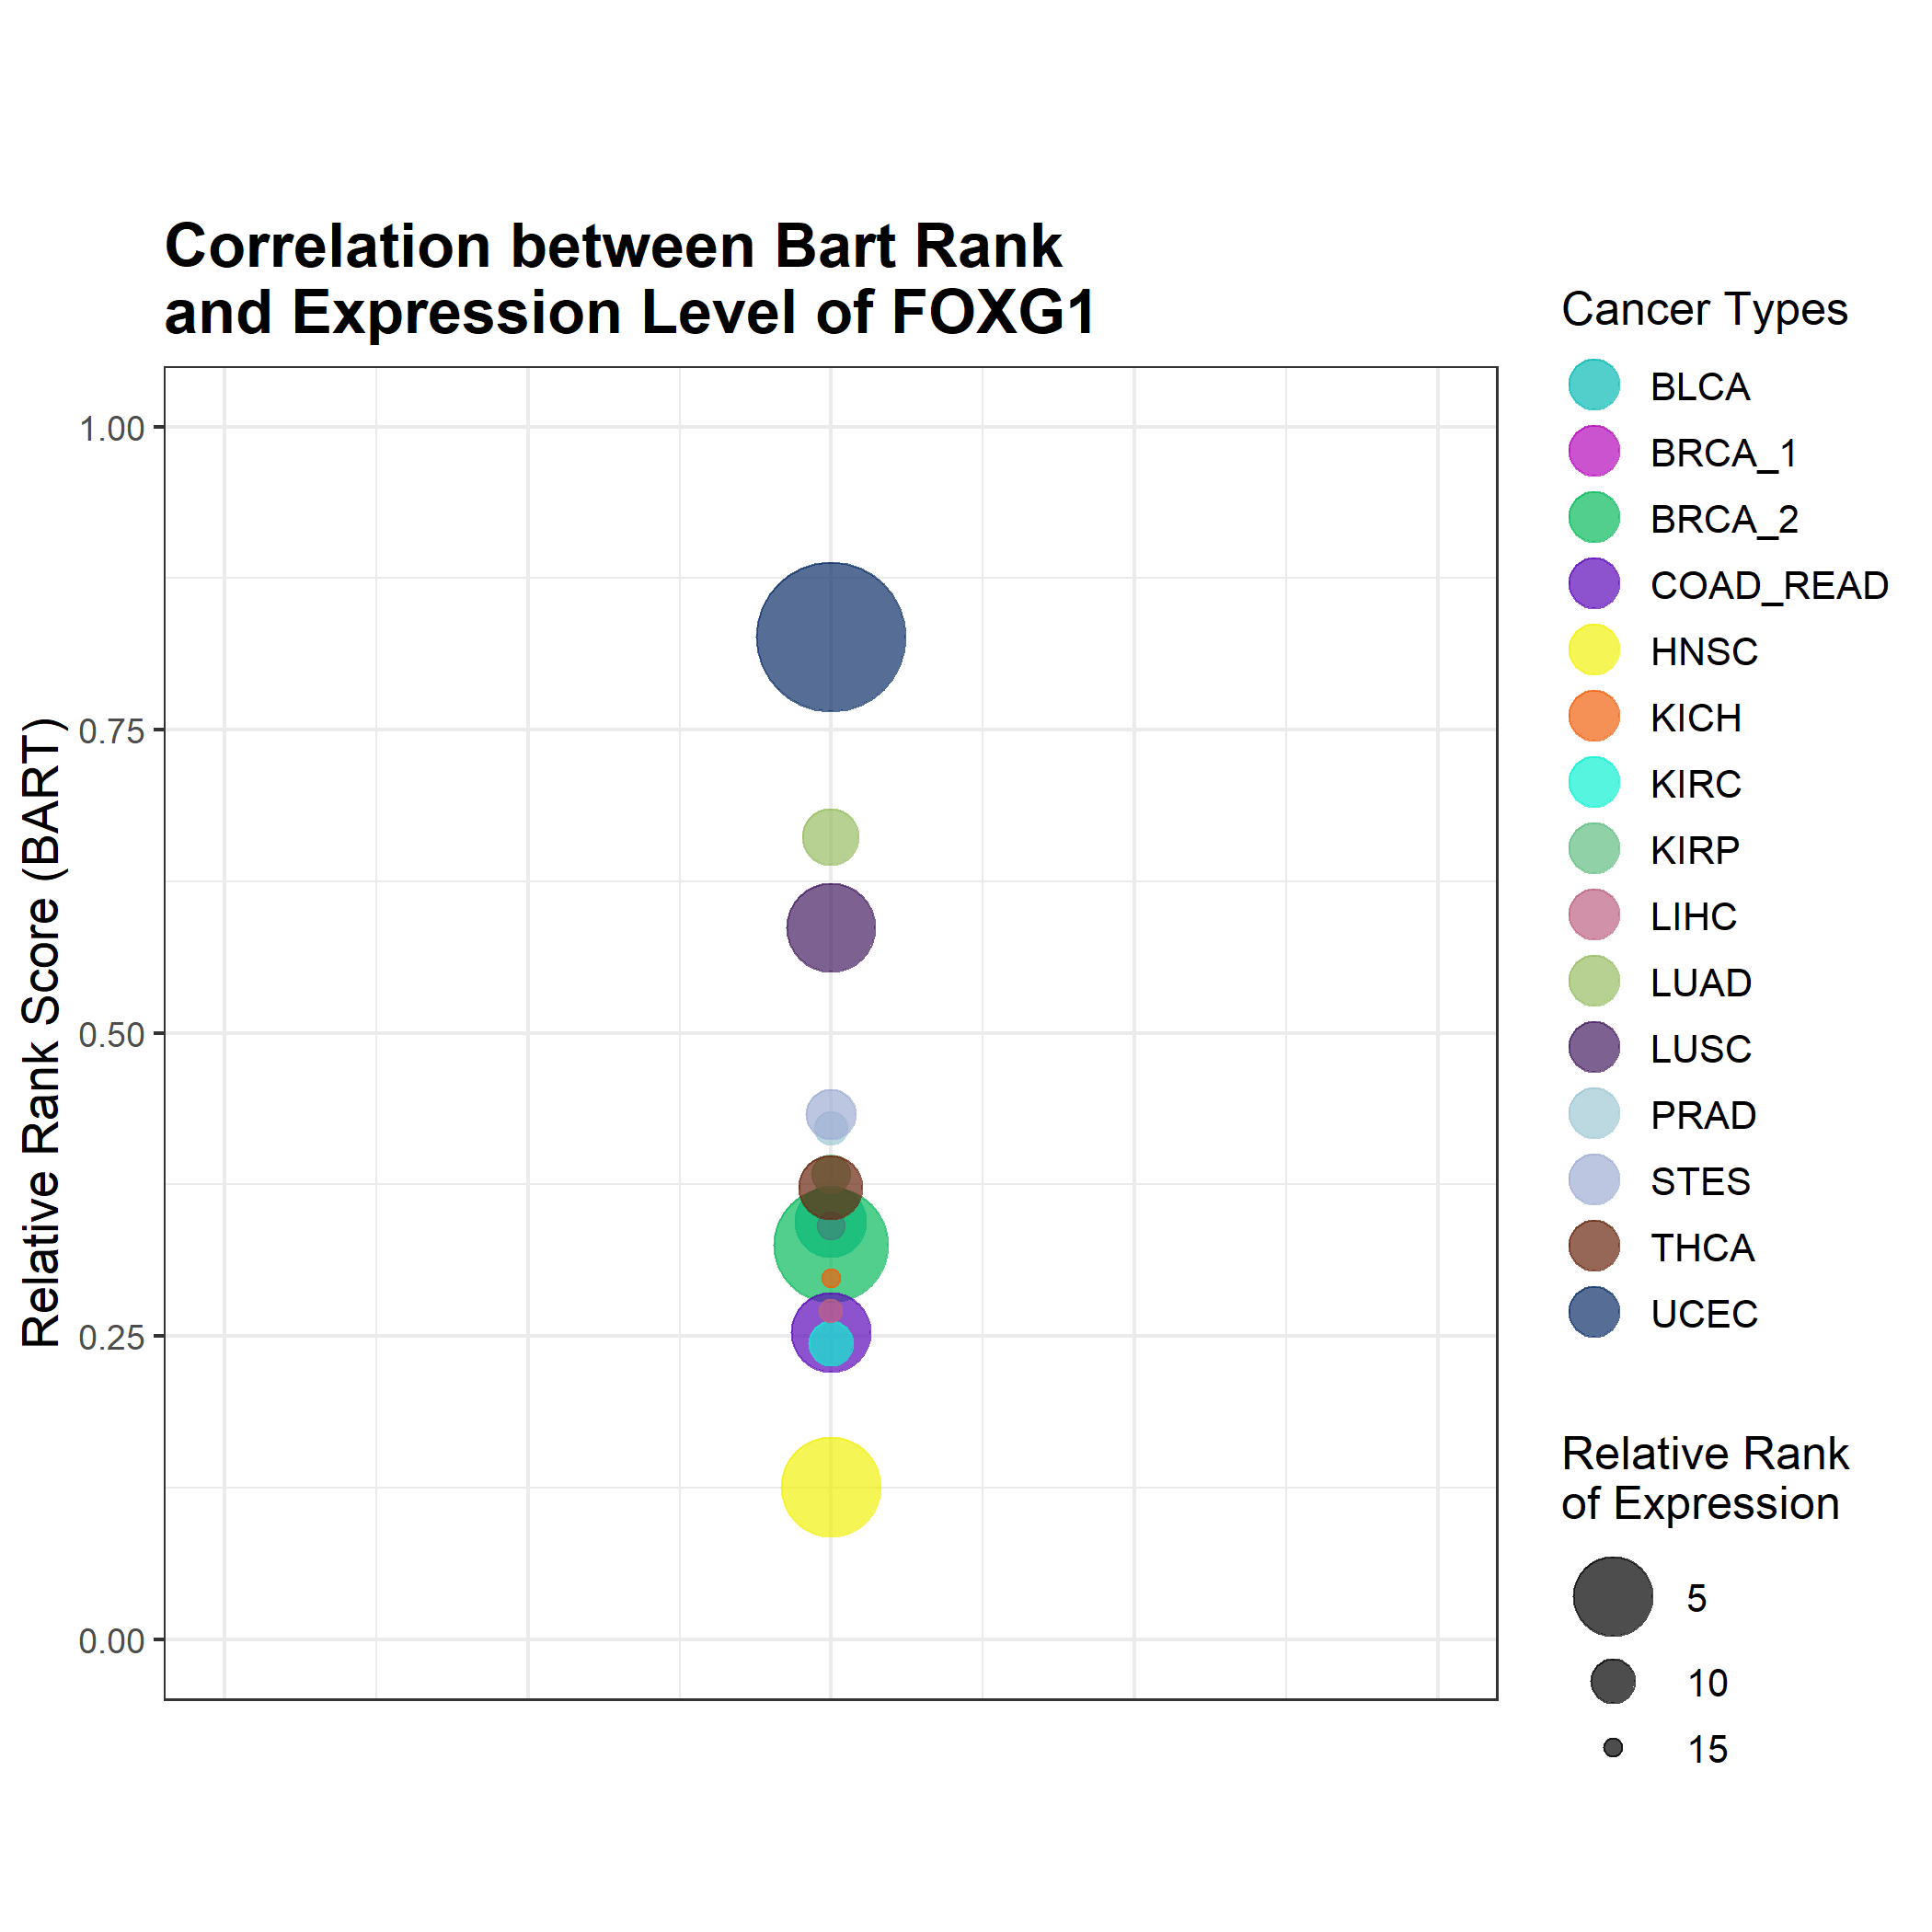 Correlation between Bart Rank
and Expression Level of FOXG1
Relative Rank Score (BART)
1.00
0.75
0.50
0.25
0.00
Cancer Types
BLCA
BRCA_1
BRCA_2
COAD_READ
HNSC
KICH
KIRC
KIRP
LIHC
LUAD
LUSC
PRAD
STES
THCA
UCEC
Relative Rank
of Expression
5
10
15